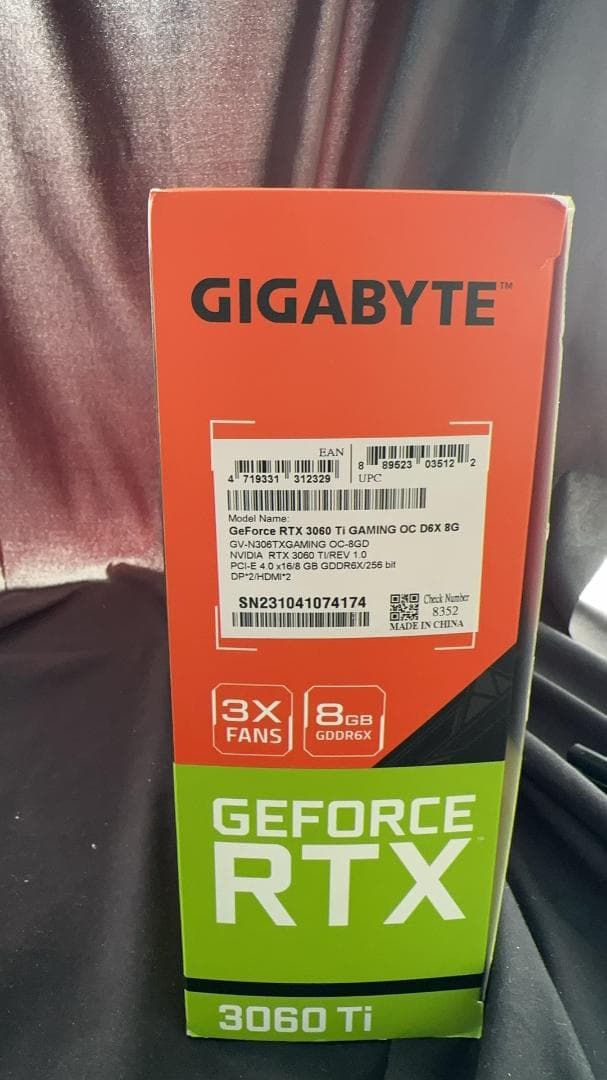 GIGABYTE™
EAN
4 719331 312329
8 89523 03512 2
UPC
Model Name:
GeForce RTX 3060 Ti GAMING OC D6X 8G
GV-N306TXGAMING OC-8GD
NVIDIA RTX 3060 TI/REV 1.0
PCI-E 4.0 x16/8 GB GDDR6X/256 bit
DP*2/HDMI*2
SN231041074174
Check Number
8352
MADE IN CHINA
3X
FANS
8GB
GDDR6X
GEFORCE
RTX™
3060 Ti